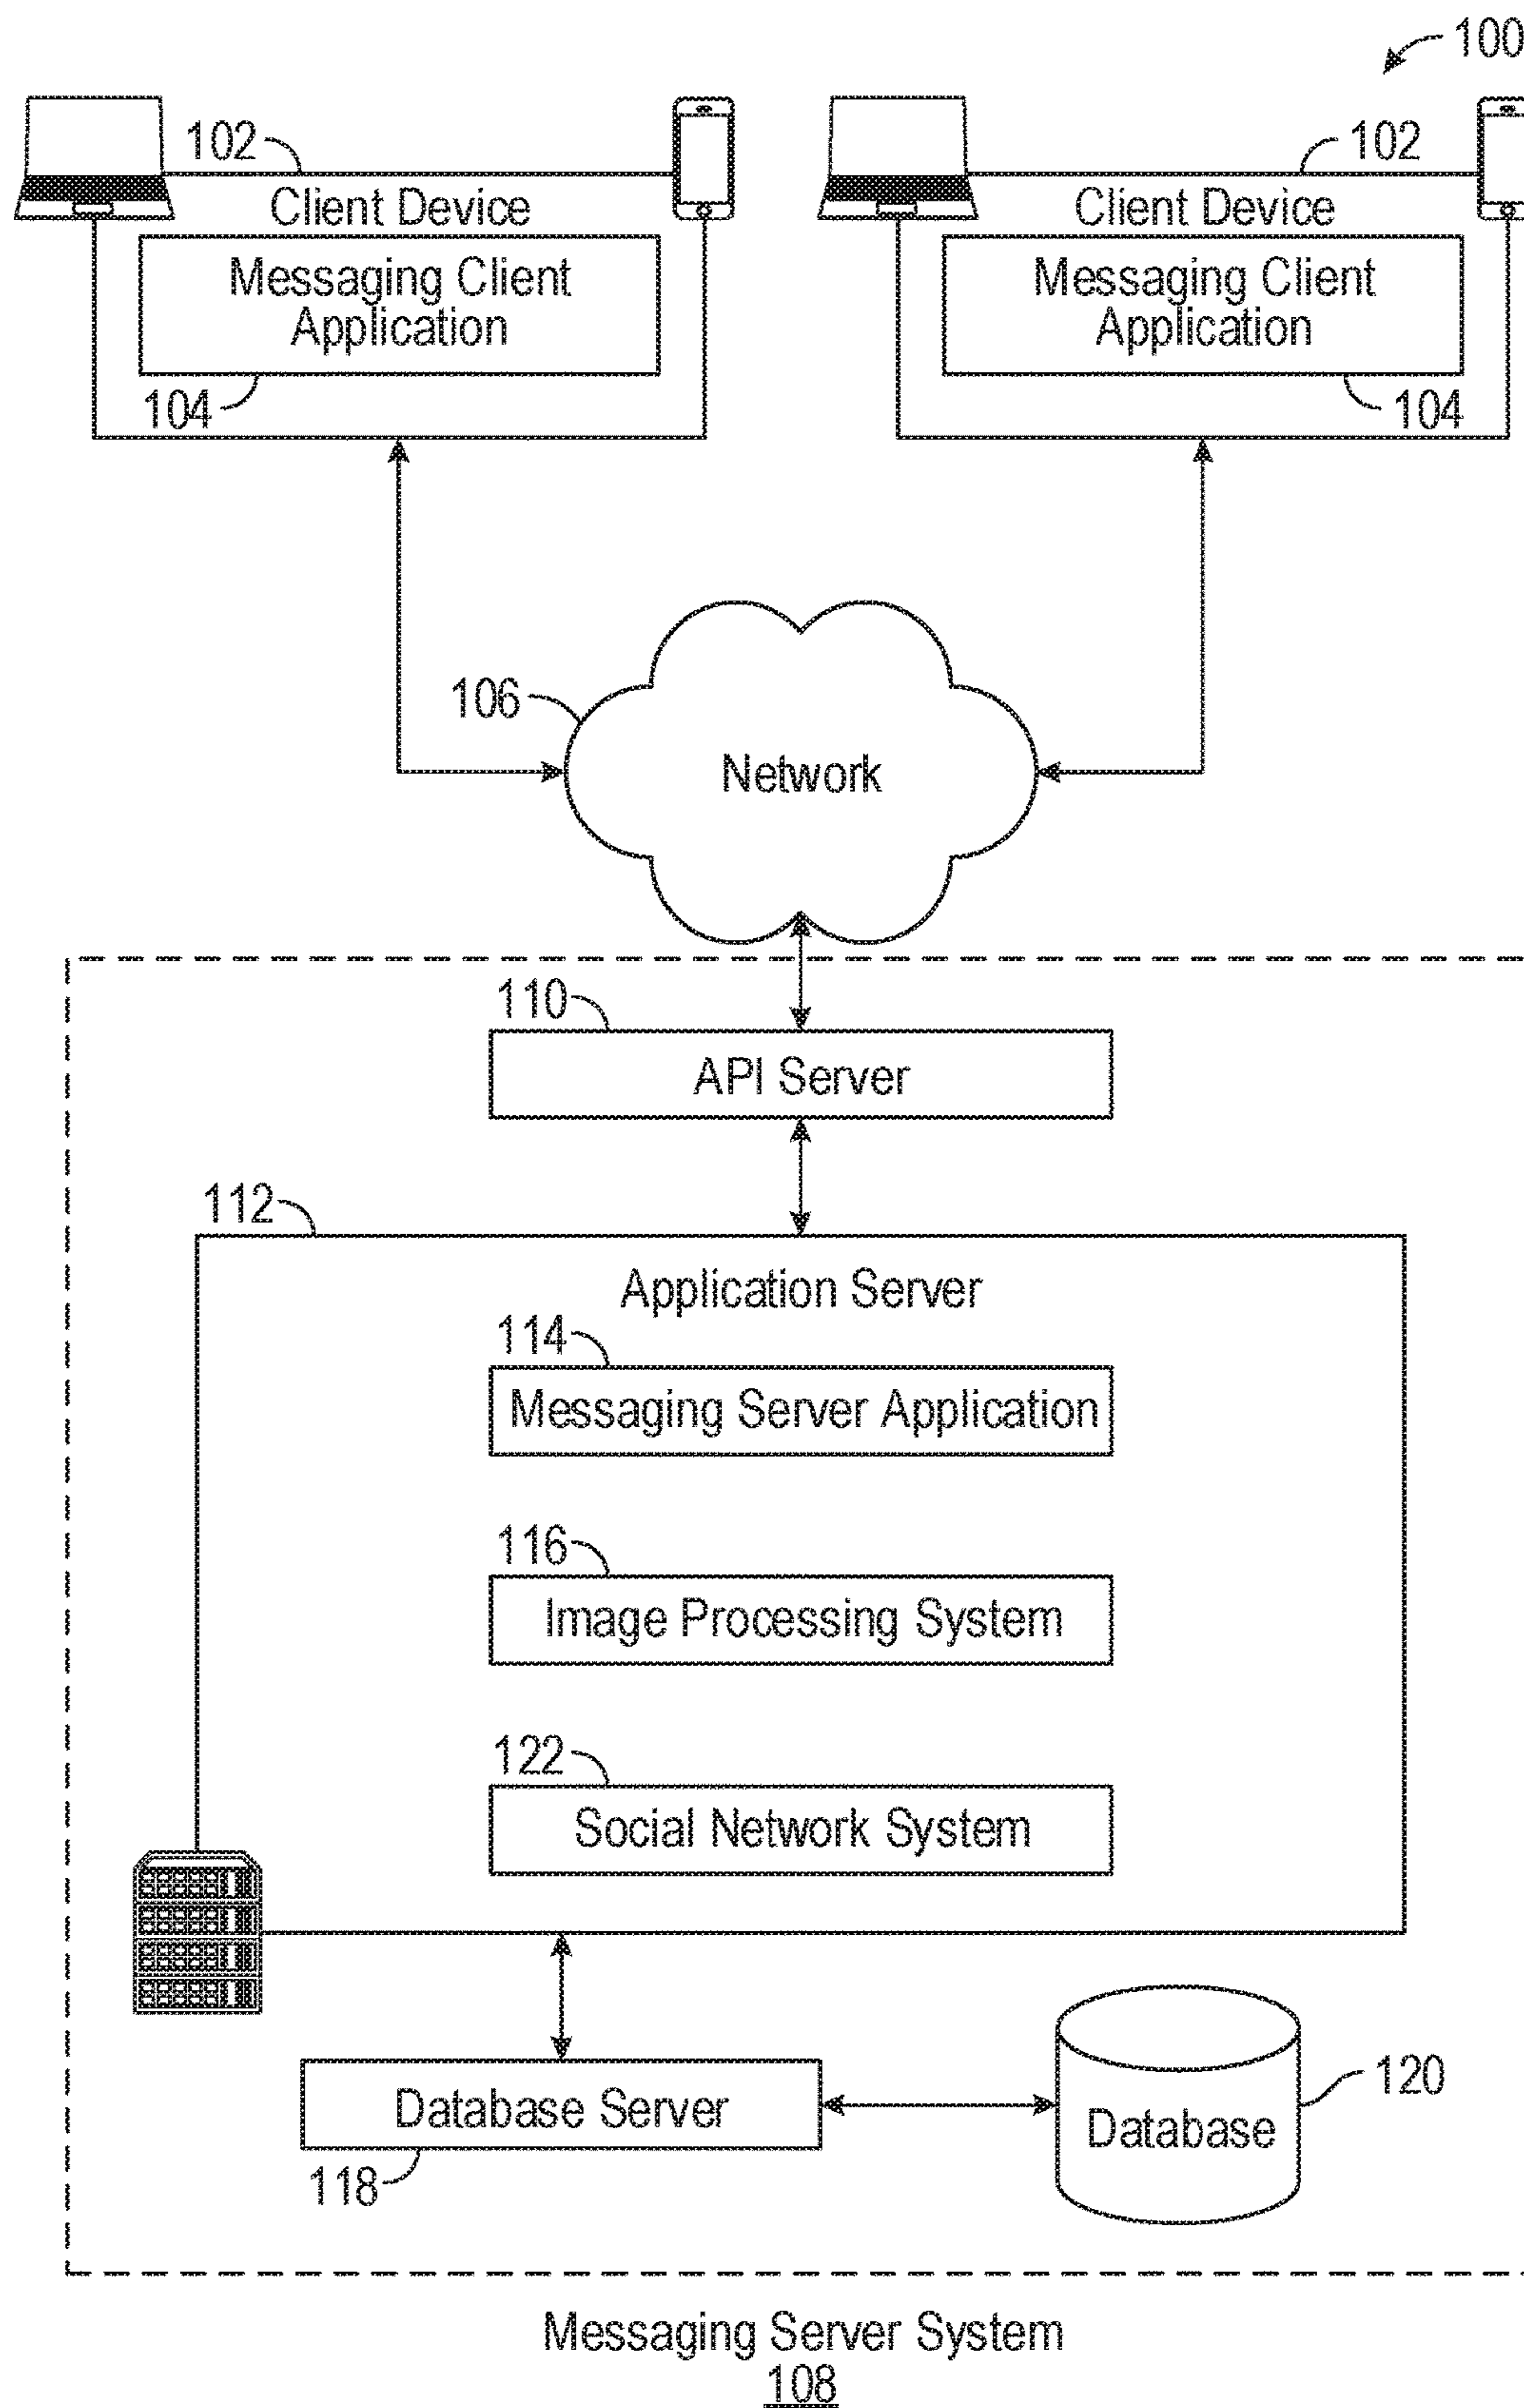 100
102
102
Client Device
Client Device
Messaging Client
Application
Messaging Client
Application
104
104
106
Network
110
API Server
112
Application Server
114
Messaging Server Application
116
Image Processing System
122
Social Network System
Database Server
118
Database
120
Messaging Server System
108